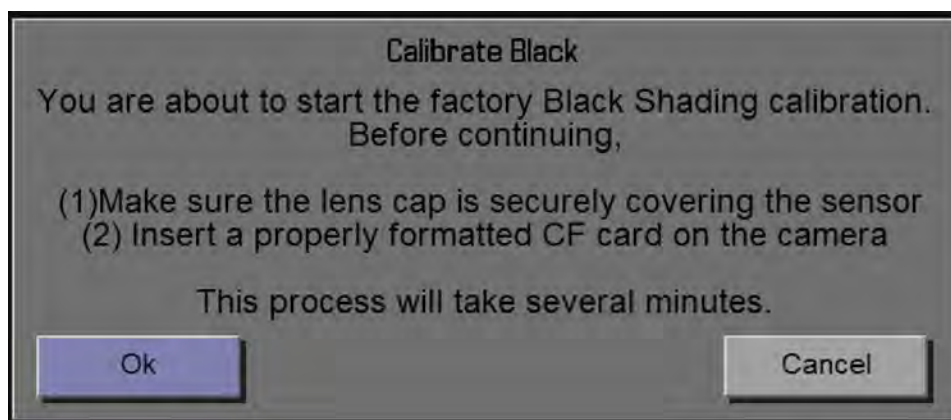 Calibrate Black
You are about to start the factory Black Shading calibration.
Before continuing,
(1)Make sure the lens cap is securely covering the sensor
(2) Insert a properly formatted CF card on the camera
This process will take several minutes.
Ok
Cancel